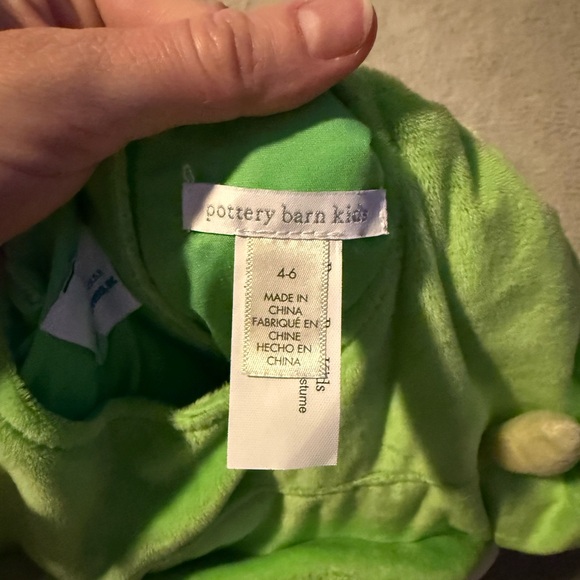 pottery barn kids
4-6
MADE IN
CHINA
FABRIQUÉ EN
CHINE
HECHO EN
CHINA